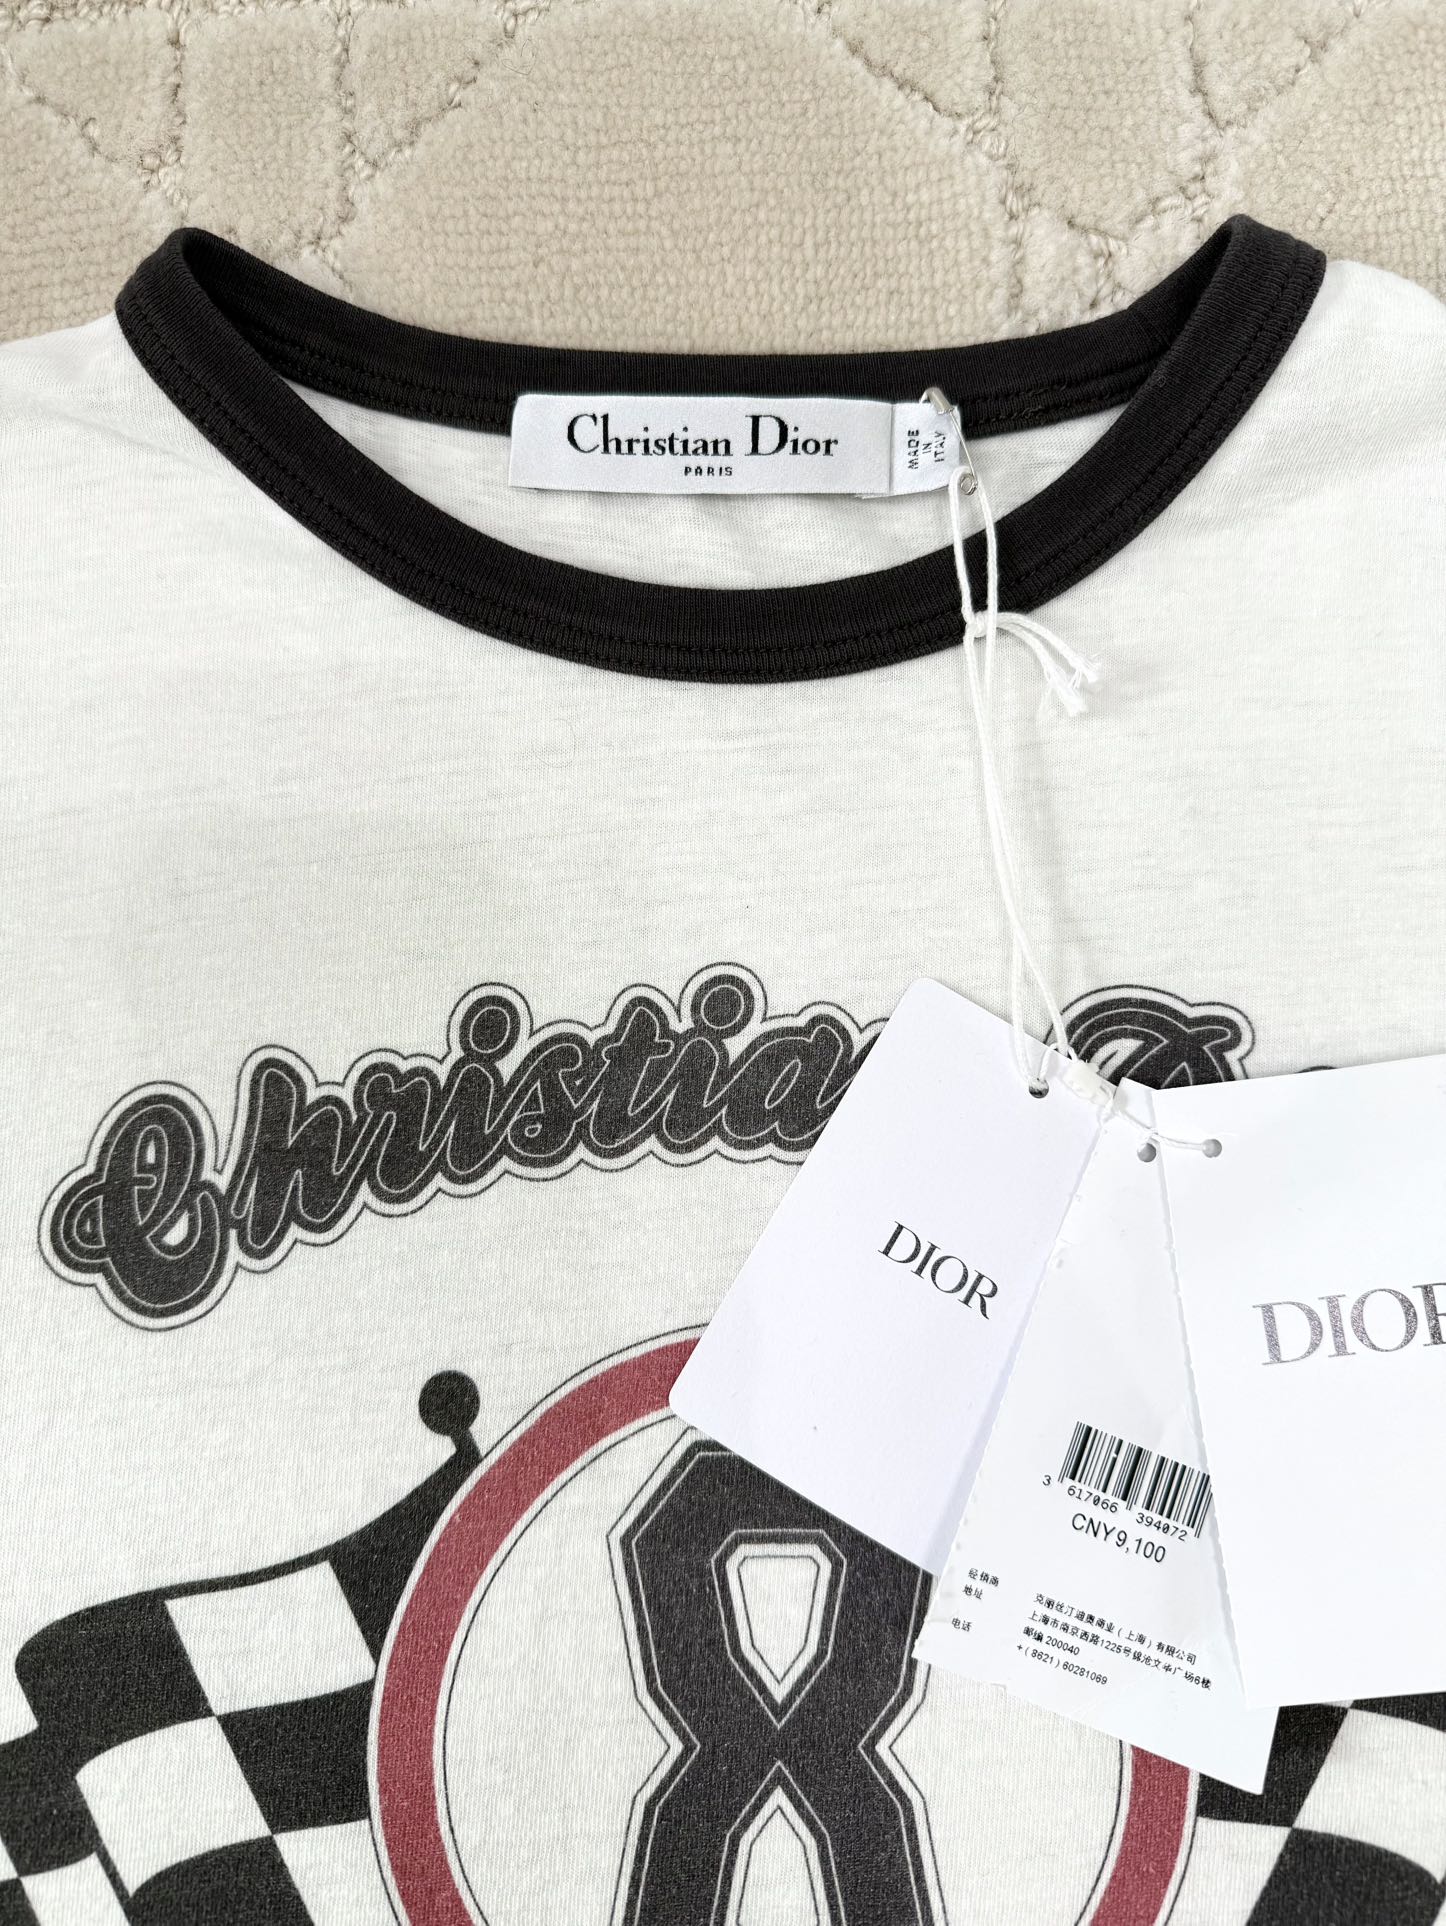 Christian Dior
PARIS
MADE
IN
ITALY
Christian
DIOR
DIOR
3 617066 394072
CNY9,100
经销商 克丽丝汀迪奥商业（上海）有限公司
地址 上海市南京西路1225号锦沧文华广场6楼
邮编 200040
电话 +(8621)60281069
8